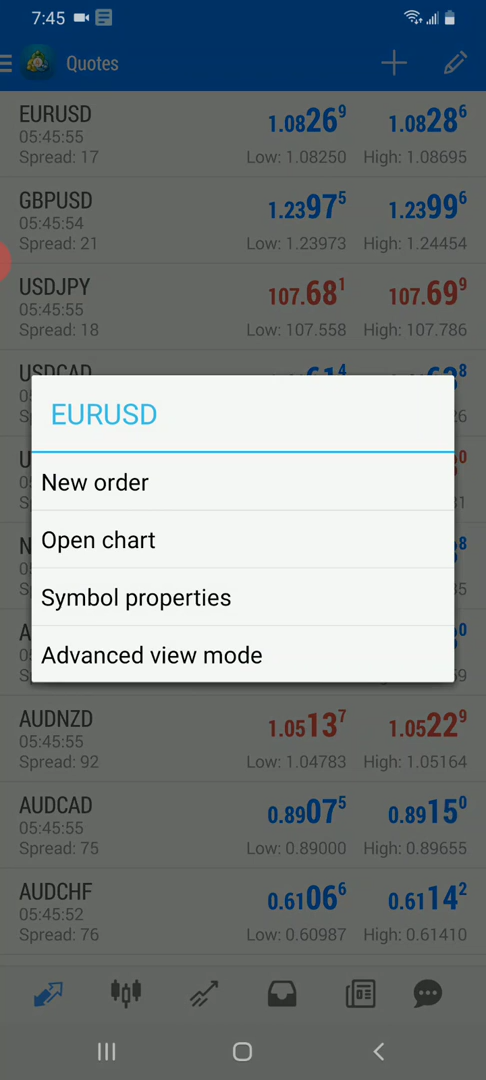 7:45
Quotes
EURUSD 1.08269 1.08286
05:45:55
Spread: 17 Low: 1.08250 High: 1.08695
GBPUSD 1.23975 1.23996
05:45:54
Spread: 21 Low: 1.23973 High: 1.24454
USDJPY 107.681 107.699
05:45:55
Spread: 18 Low: 107.558 High: 107.786
USDCAD
EURUSD
New order
Open chart
Symbol properties
Advanced view mode
AUDNZD 1.05137 1.05229
05:45:55
Spread: 92 Low: 1.04783 High: 1.05164
AUDCAD 0.89075 0.89150
05:45:55
Spread: 75 Low: 0.89000 High: 0.89655
AUDCHF 0.61066 0.61142
05:45:52
Spread: 76 Low: 0.60987 High: 0.61410